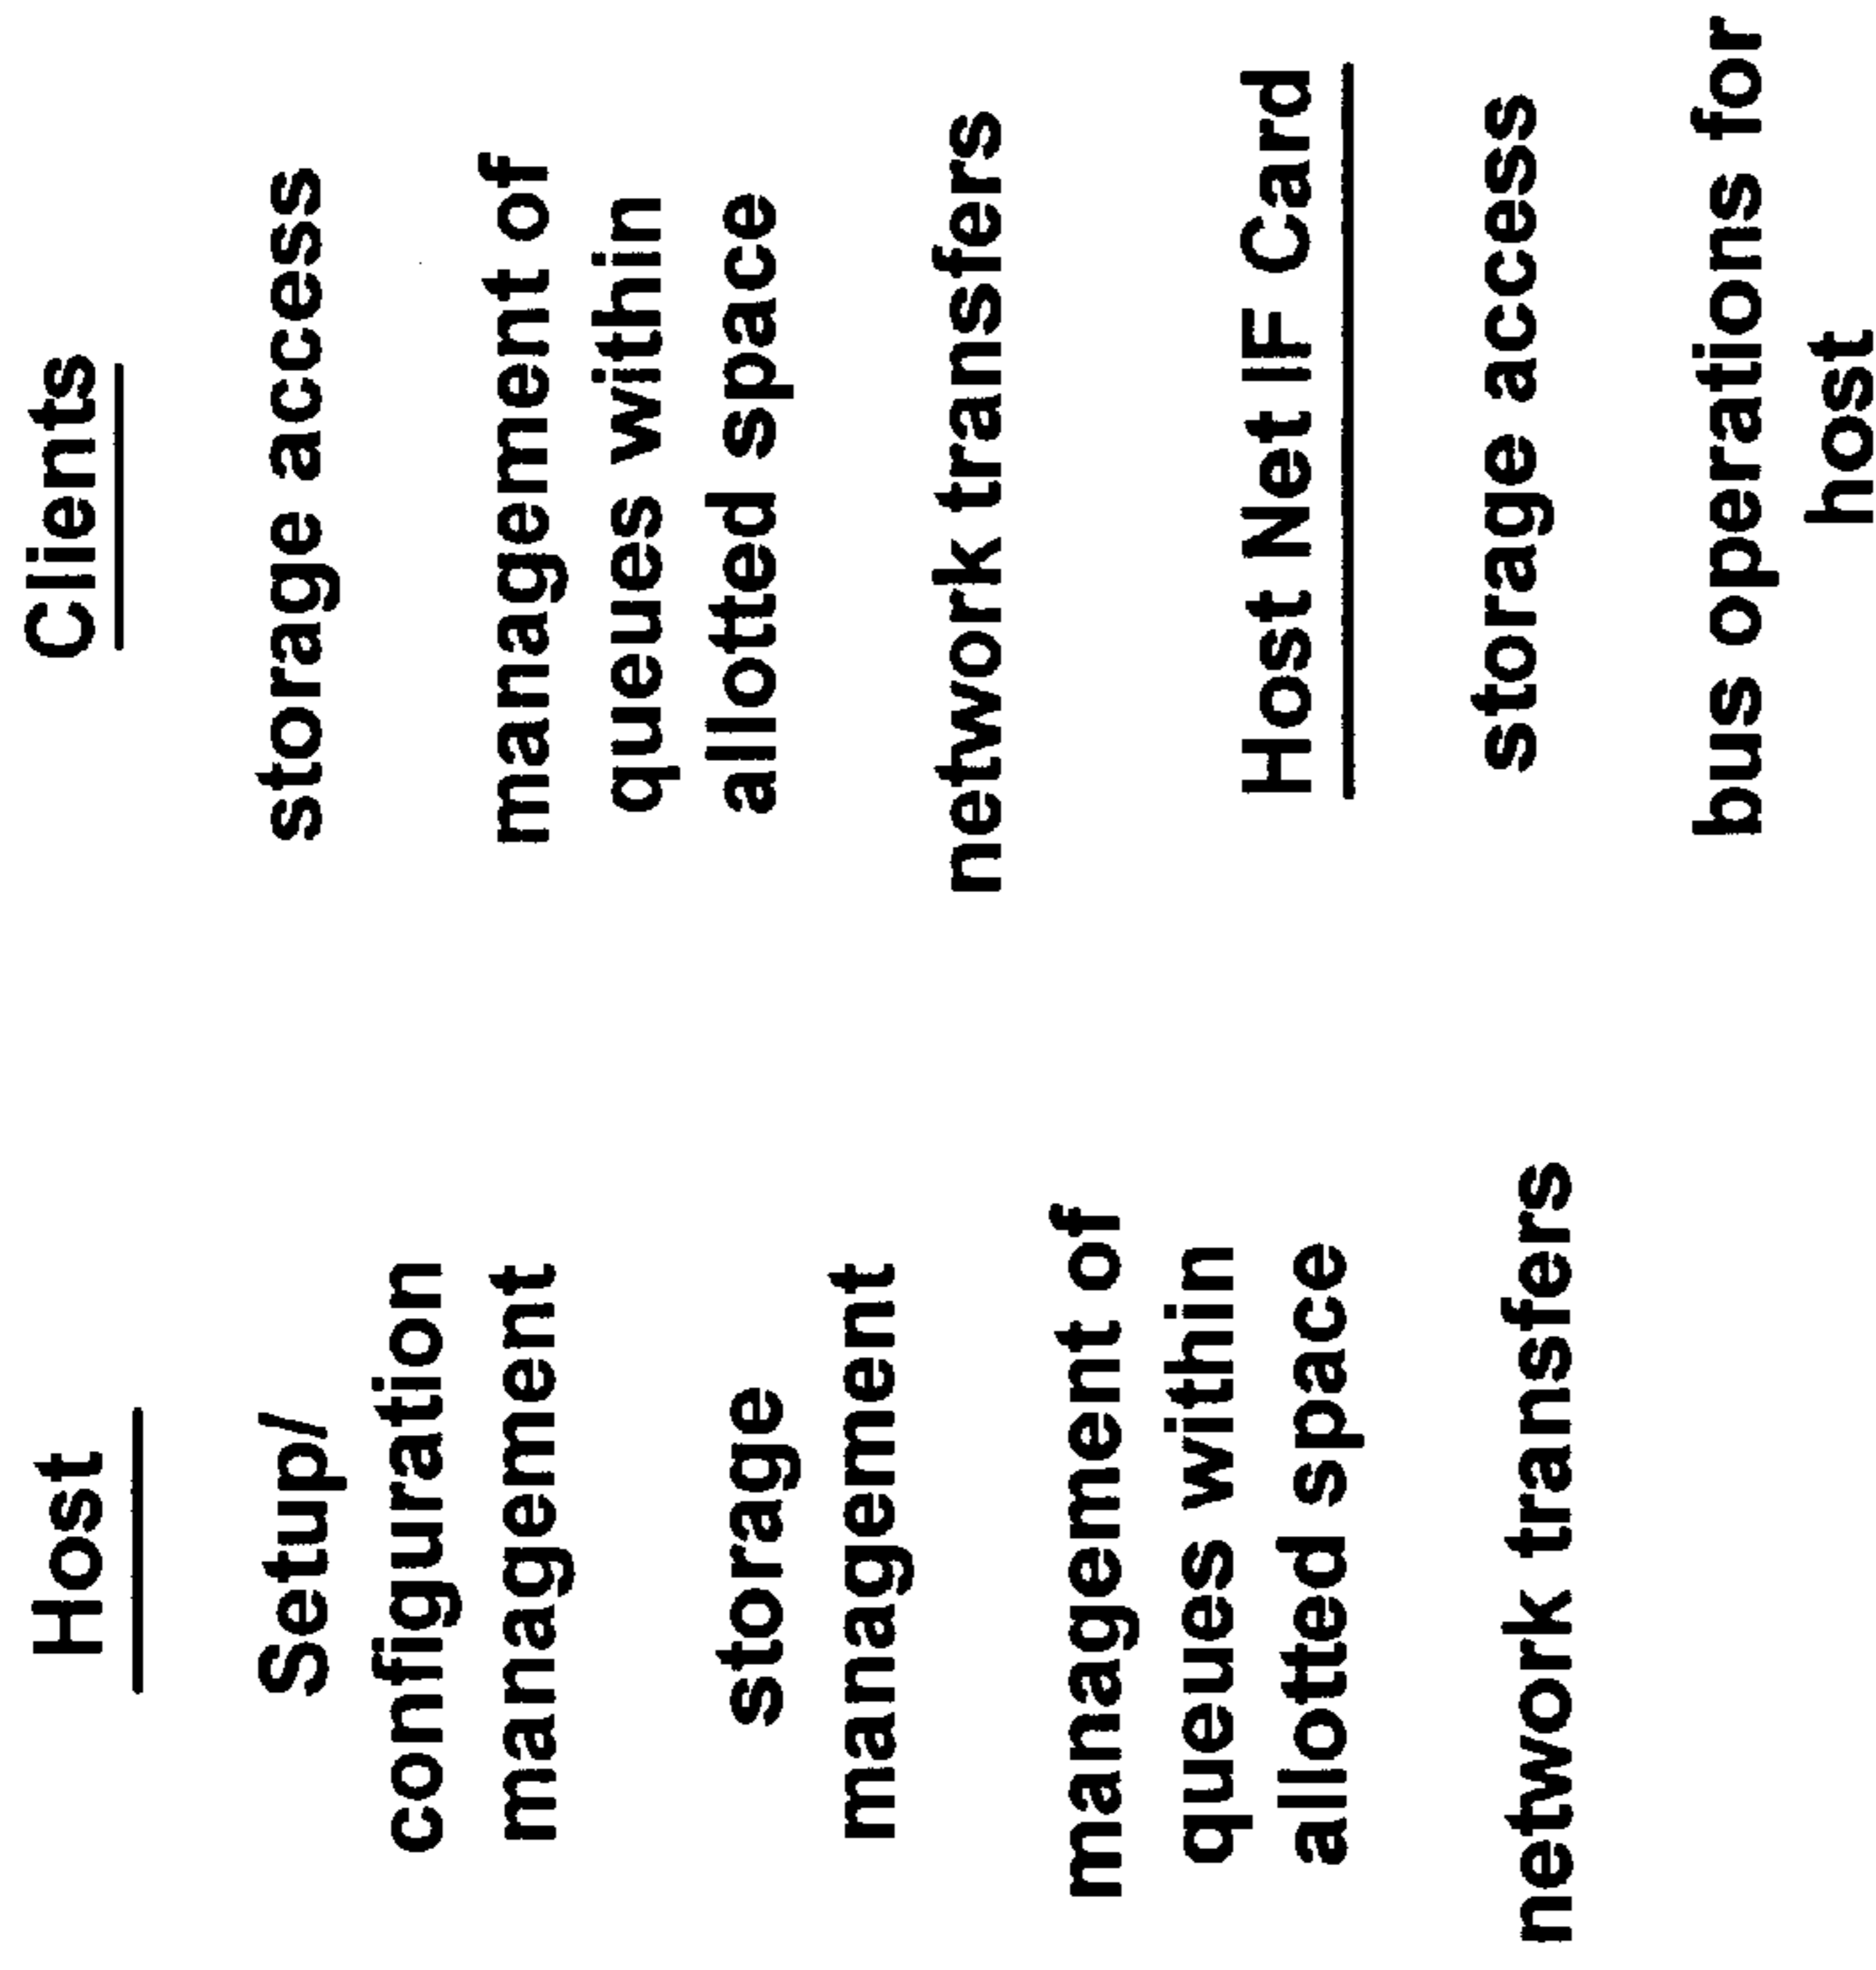 Host
Setup/
configuration
management
storage
management
management of
queues within
allotted space
network transfers
Clients
storage access
management of
queues within
allotted space
network transfers
Host Net I/F Card
storage access
bus operations for
host